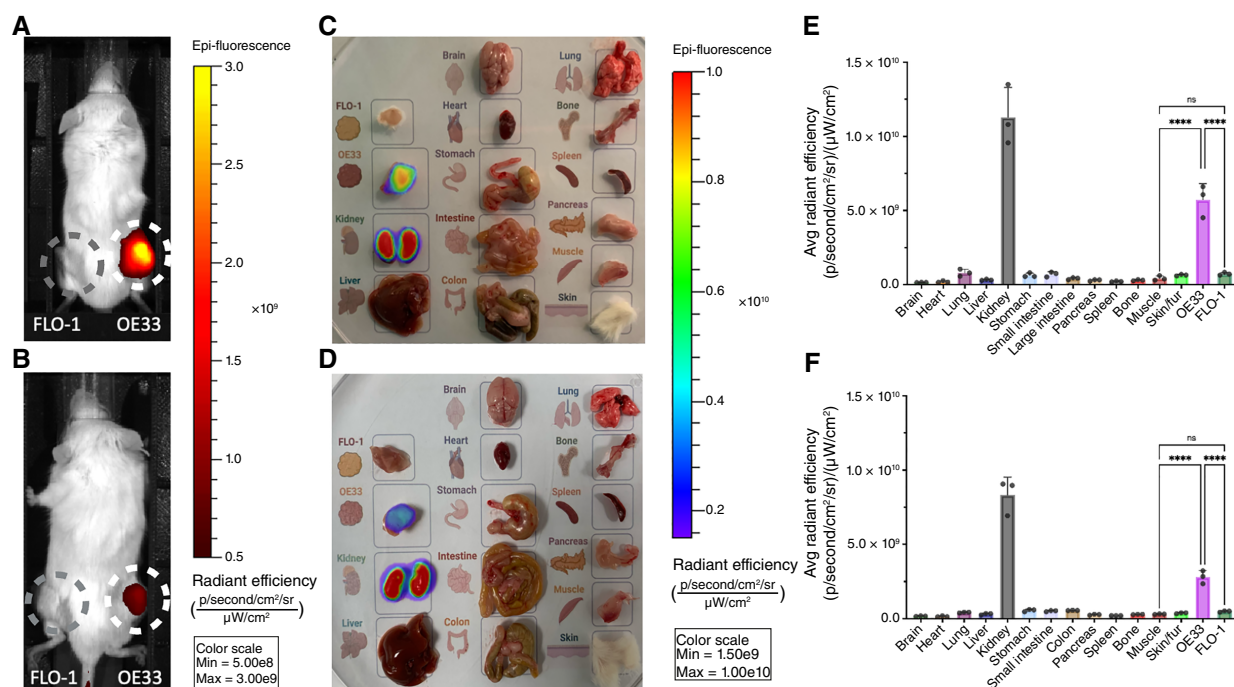 A
FLO-1 OE33
B
FLO-1 OE33
Epi-fluorescence
3.0
2.5
2.0
×10⁹
1.5
1.0
0.5
Radiant efficiency
(p/second/cm²/sr
µW/cm²)
Color scale
Min = 5.00e8
Max = 3.00e9
C
Brain Lung
FLO-1 Heart Bone
OE33 Stomach Spleen
Kidney Intestine Pancreas
Muscle
Liver Colon Skin
D
Brain Lung
FLO-1 Heart Bone
OE33 Stomach Spleen
Kidney Intestine Pancreas
Muscle
Liver Colon Skin
Epi-fluorescence
1.0
0.8
0.6
×10¹⁰
0.4
0.2
Radiant efficiency
(p/second/cm²/sr
µW/cm²)
Color scale
Min = 1.50e9
Max = 1.00e10
E
Avg radiant efficiency
(p/second/cm²/sr)/(µW/cm²)
1.5 × 10¹⁰
1.0 × 10¹⁰
5.0 × 10⁹
0.0
ns
**** ****
Brain
Heart
Lung
Liver
Kidney
Stomach
Small intestine
Large intestine
Pancreas
Spleen
Bone
Muscle
Skin/fur
OE33
FLO-1
F
Avg radiant efficiency
(p/second/cm²/sr)/(µW/cm²)
1.5 × 10¹⁰
1.0 × 10¹⁰
5.0 × 10⁹
0.0
ns
**** ****
Brain
Heart
Lung
Liver
Kidney
Stomach
Small intestine
Colon
Pancreas
Spleen
Bone
Muscle
Skin/fur
OE33
FLO-1